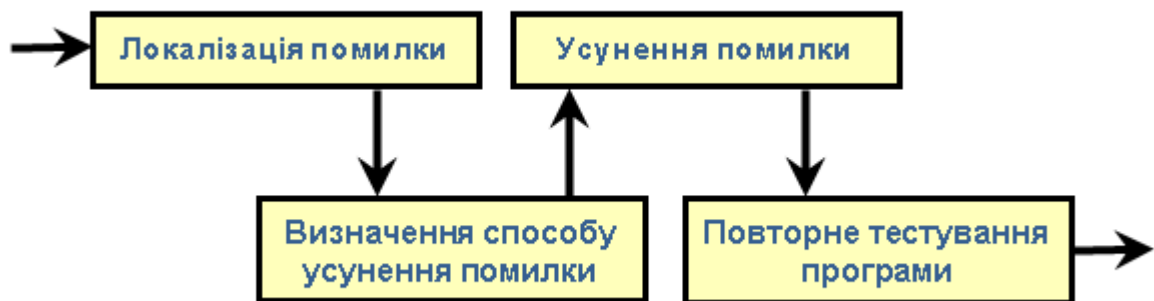 Локалізація помилки
Усунення помилки
Визначення способу
усунення помилки
Повторне тестування
програми